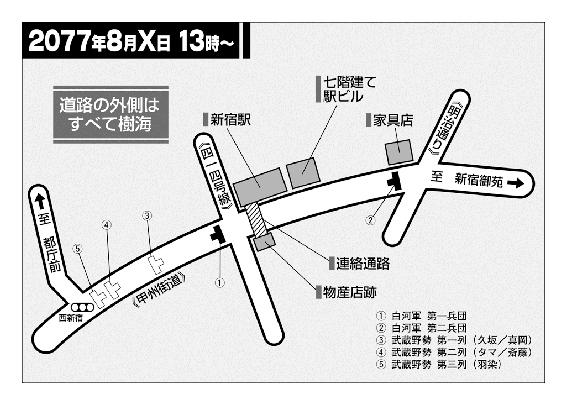 2077年8月X日 13時～
道路の外側は
すべて樹海
七階建て
駅ビル
新宿駅
家具店
《明治通り》
《四一四号線》
至 新宿御苑
至 都庁前
③
④
⑤
②
①
《甲州街道》
西新宿
連絡通路
物産店跡
① 白河軍 第一兵団
② 白河軍 第二兵団
③ 武蔵野勢 第一列（久坂／真岡）
④ 武蔵野勢 第二列（タマ／斎藤）
⑤ 武蔵野勢 第三列（羽染）